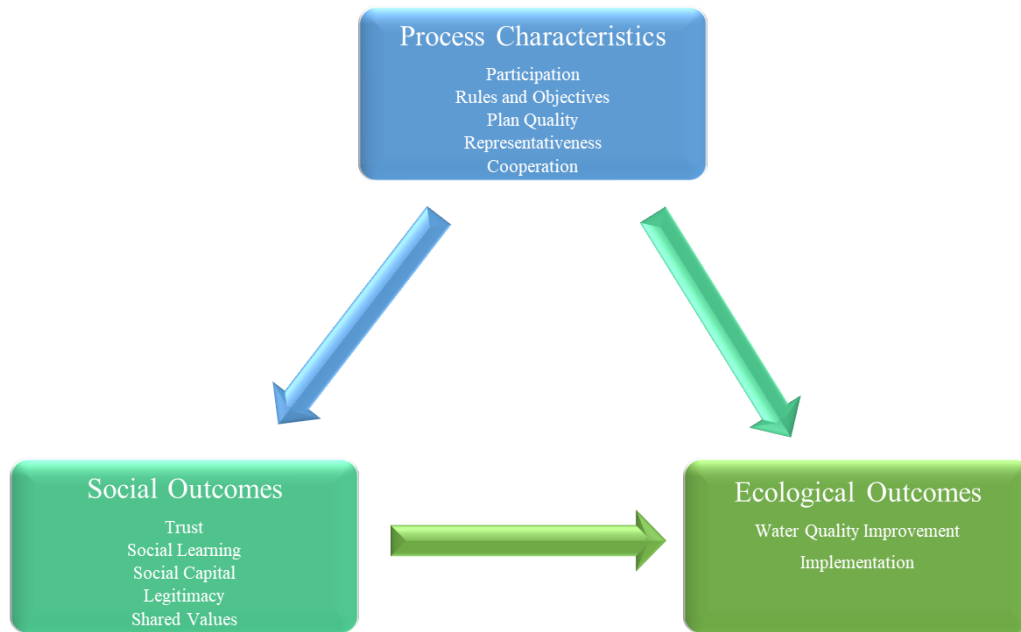 Process Characteristics
Participation
Rules and Objectives
Plan Quality
Representativeness
Cooperation
Social Outcomes
Trust
Social Learning
Social Capital
Legitimacy
Shared Values
Ecological Outcomes
Water Quality Improvement
Implementation